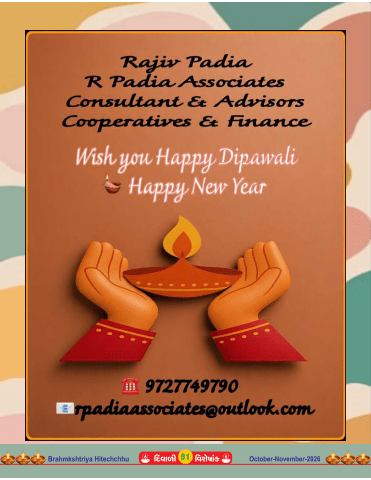 Rajiv Padia
R Padia Associates
Consultant & Advisors
Cooperatives & Finance
Wish you Happy Dipawali
Happy New Year
9727749790
rpadiaassociates@outlook.com
Brahmkshtriya Hitechchhu દિવાળી 81 વિશેષાંક October-November-2026